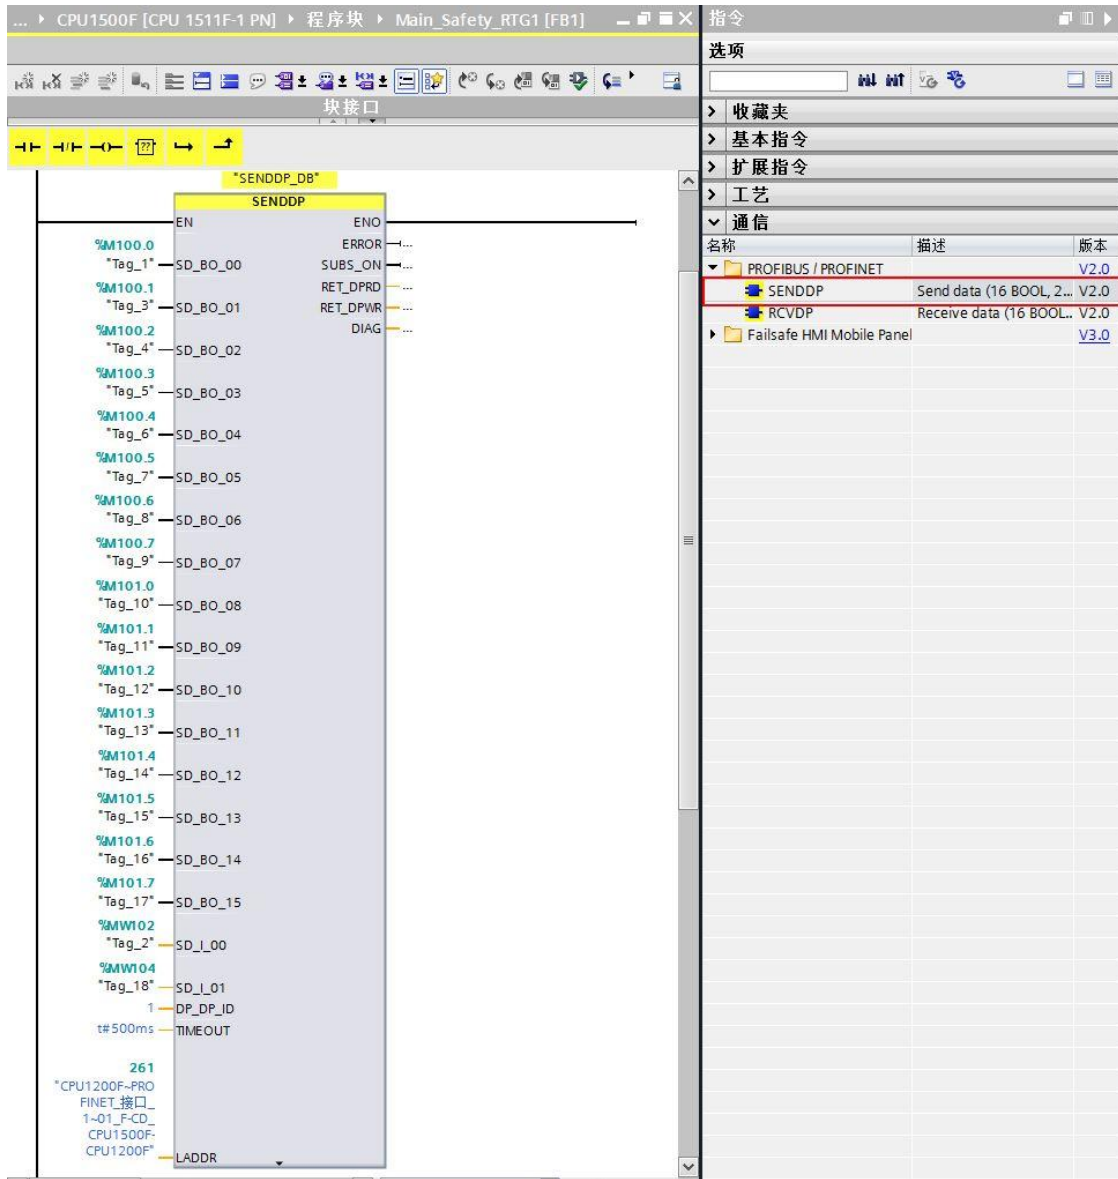 ... CPU1500F [CPU 1511F-1 PN] 程序块 Main_Safety_RTG1 [FB1]
块接口
"SENDDP_DB"
SENDDP
EN ENO
%M100.0 ERROR ...
"Tag_1" SD_BO_00 SUBS_ON ...
%M100.1 RET_DPRD ...
"Tag_3" SD_BO_01 RET_DPWR ...
%M100.2 DIAG ...
"Tag_4" SD_BO_02
%M100.3
"Tag_5" SD_BO_03
%M100.4
"Tag_6" SD_BO_04
%M100.5
"Tag_7" SD_BO_05
%M100.6
"Tag_8" SD_BO_06
%M100.7
"Tag_9" SD_BO_07
%M101.0
"Tag_10" SD_BO_08
%M101.1
"Tag_11" SD_BO_09
%M101.2
"Tag_12" SD_BO_10
%M101.3
"Tag_13" SD_BO_11
%M101.4
"Tag_14" SD_BO_12
%M101.5
"Tag_15" SD_BO_13
%M101.6
"Tag_16" SD_BO_14
%M101.7
"Tag_17" SD_BO_15
%MW102
"Tag_2" SD_I_00
%MW104
"Tag_18" SD_I_01
1 DP_DP_ID
t#500ms TIMEOUT
261
"CPU1200F~PRO
FINET_接口_
1~01_F-CD_
CPU1500F-
CPU1200F" LADDR
指令
选项
收藏夹
基本指令
扩展指令
工艺
通信
名称 描述 版本
PROFIBUS / PROFINET V2.0
SENDDP Send data (16 BOOL, 2... V2.0
RCVDP Receive data (16 BOOL.. V2.0
Failsafe HMI Mobile Panel V3.0